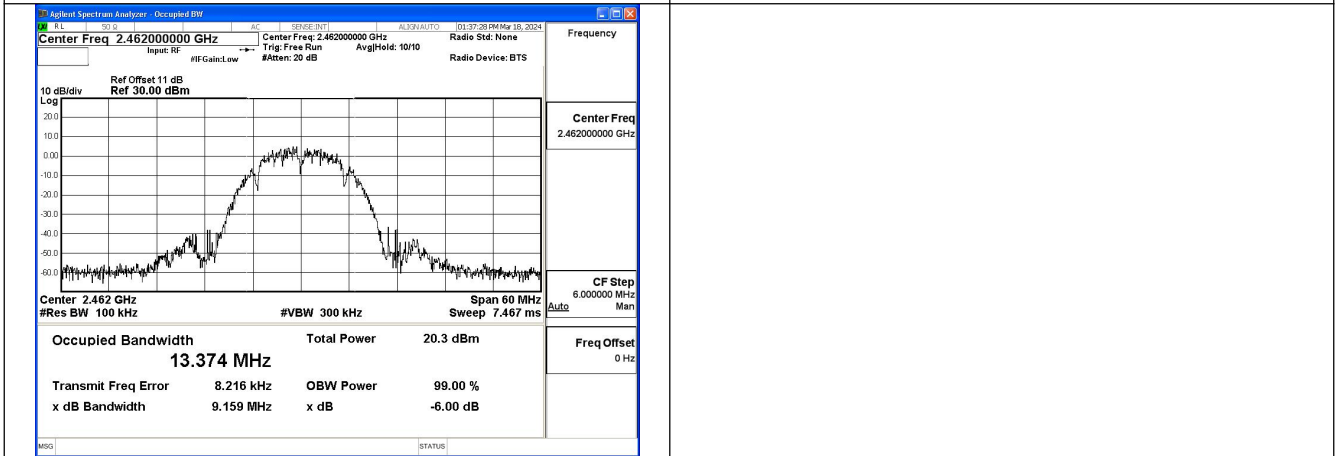 Agilent Spectrum Analyzer - Occupied BW
RL 50 Ω AC SENSE:INT ALIGN AUTO 01:37:28 PM Mar 18, 2024
Center Freq 2.462000000 GHz Center Freq: 2.462000000 GHz Radio Std: None Frequency
Input: RF Trig: Free Run Avg|Hold: 10/10
#IFGain:Low #Atten: 20 dB Radio Device: BTS
Ref Offset 11 dB
10 dB/div Ref 30.00 dBm
Log
20.0
10.0
0.00
-10.0
-20.0
-30.0
-40.0
-50.0
-60.0
Center Freq
2.462000000 GHz
Center 2.462 GHz Span 60 MHz
#Res BW 100 kHz #VBW 300 kHz Sweep 7.467 ms
CF Step
6.000000 MHz
Auto Man
Occupied Bandwidth Total Power 20.3 dBm
13.374 MHz
Transmit Freq Error 8.216 kHz OBW Power 99.00 %
x dB Bandwidth 9.159 MHz x dB -6.00 dB
Freq Offset
0 Hz
MSG STATUS